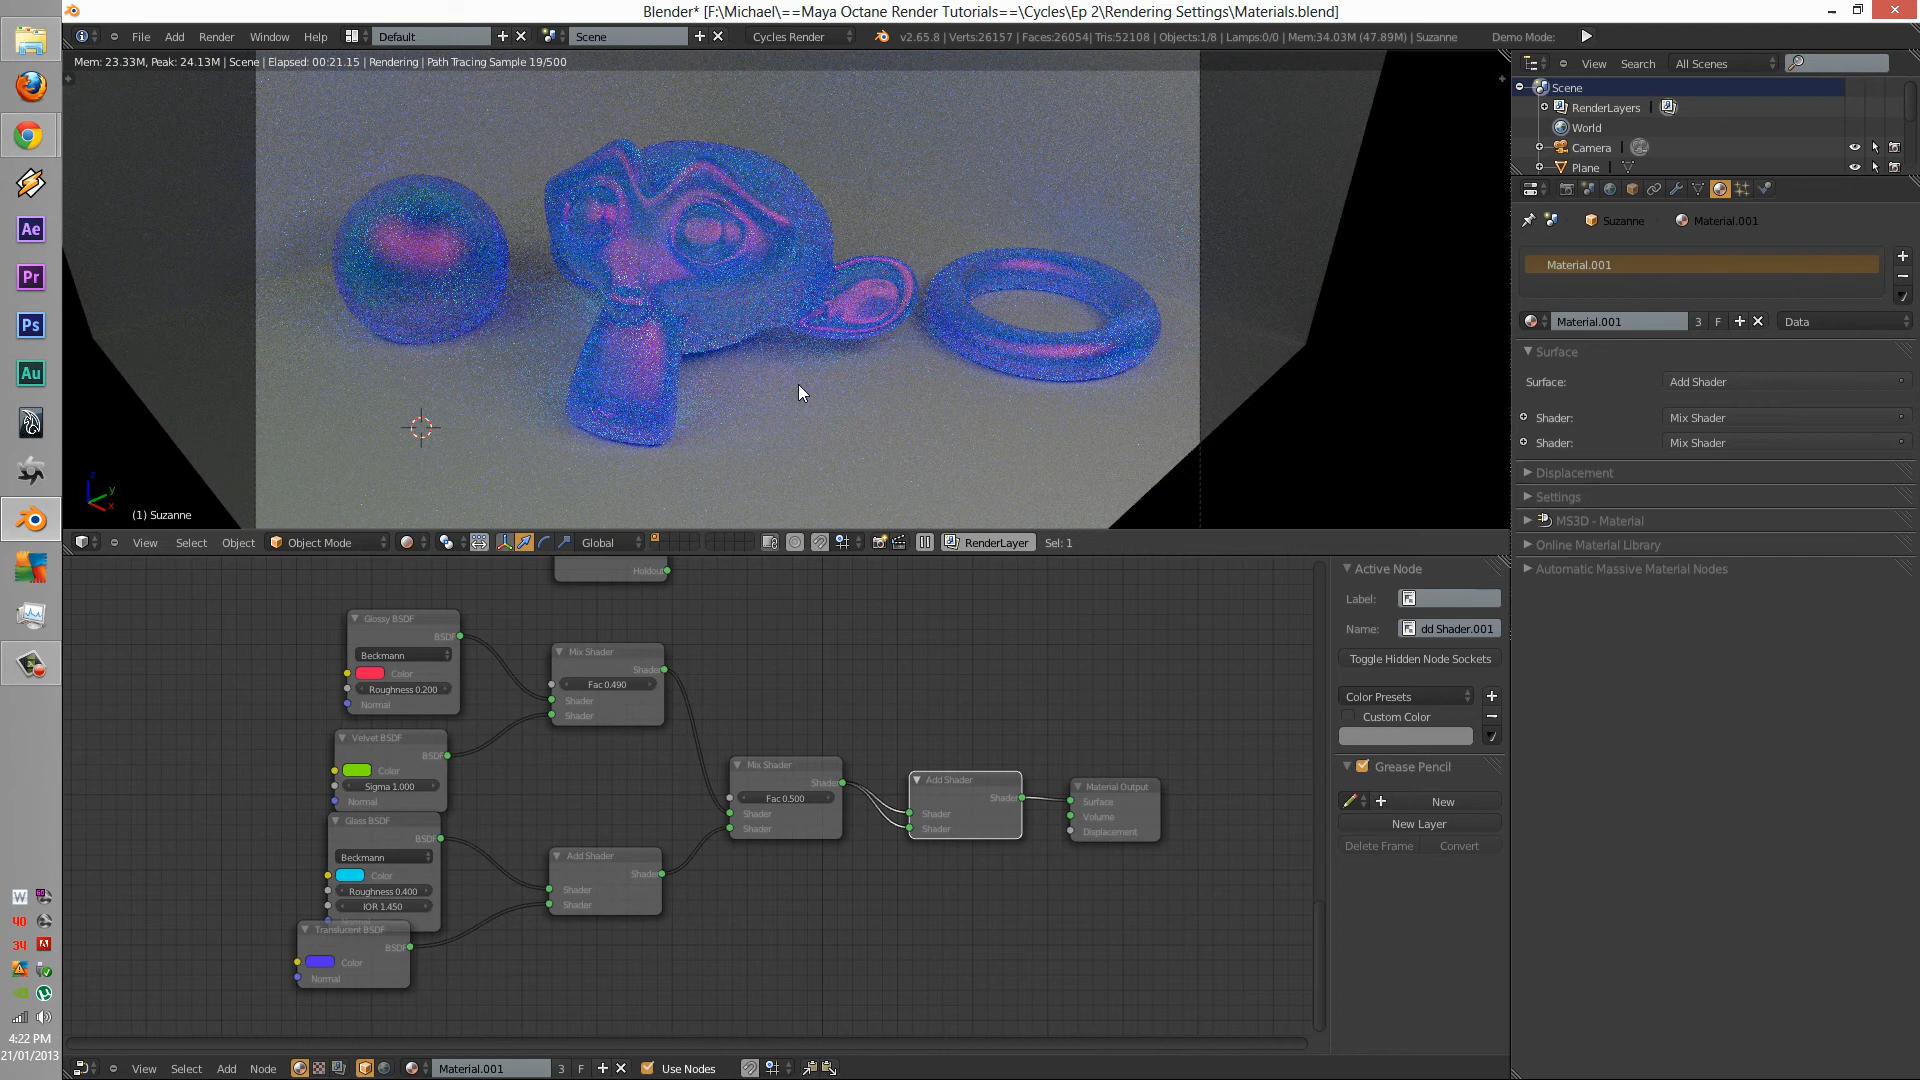 Blender* [F:\Michael\==Maya Octane Render Tutorials==\Cycles\Ep 2\Rendering Settings\Materials.blend]
File Add Render Window Help Default Scene Cycles Render v2.65.8 | Verts:26157 | Faces:26054| Tris:52108 | Objects:1/8 | Lamps:0/0 | Mem:34.03M (47.89M) | Suzanne Demo Mode:
Mem: 23.33M, Peak: 24.13M | Scene | Elapsed: 00:21.15 | Rendering | Path Tracing Sample 19/500
View Search All Scenes
Scene
RenderLayers |
World
Camera
Plane
Suzanne Material.001
Material.001
Material.001 3 F Data
Surface
Surface: Add Shader
Shader: Mix Shader
Shader: Mix Shader
Displacement
Settings
MS3D - Material
Online Material Library
Automatic Massive Material Nodes
Ae
Pr
Ps
Au
z
y
x
(1) Suzanne
View Select Object Object Mode Global RenderLayer Sel: 1
Holdout
Glossy BSDF
BSDF
Beckmann
Color
Roughness 0.200
Normal
Mix Shader
Shader
Fac 0.490
Shader
Shader
Velvet BSDF
BSDF
Color
Sigma 1.000
Normal
Glass BSDF
BSDF
Beckmann
Color
Roughness 0.400
IOR 1.450
Translucent BSDF
BSDF
Color
Normal
Add Shader
Shader
Shader
Shader
Mix Shader
Shader
Fac 0.500
Shader
Shader
Add Shader
Shader
Shader
Shader
Material Output
Surface
Volume
Displacement
Active Node
Label:
Name: dd Shader.001
Toggle Hidden Node Sockets
Color Presets
Custom Color
Grease Pencil
New
New Layer
Delete Frame Convert
View Select Add Node Material.001 3 F Use Nodes
W
40
34
4:22 PM
21/01/2013